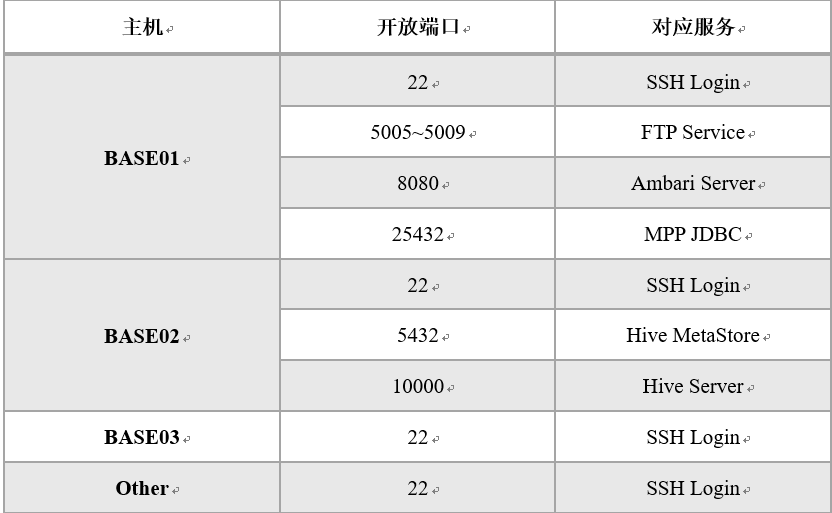 主机 开放端口 对应服务
BASE01 22 SSH Login
5005~5009 FTP Service
8080 Ambari Server
25432 MPP JDBC
BASE02 22 SSH Login
5432 Hive MetaStore
10000 Hive Server
BASE03 22 SSH Login
Other 22 SSH Login